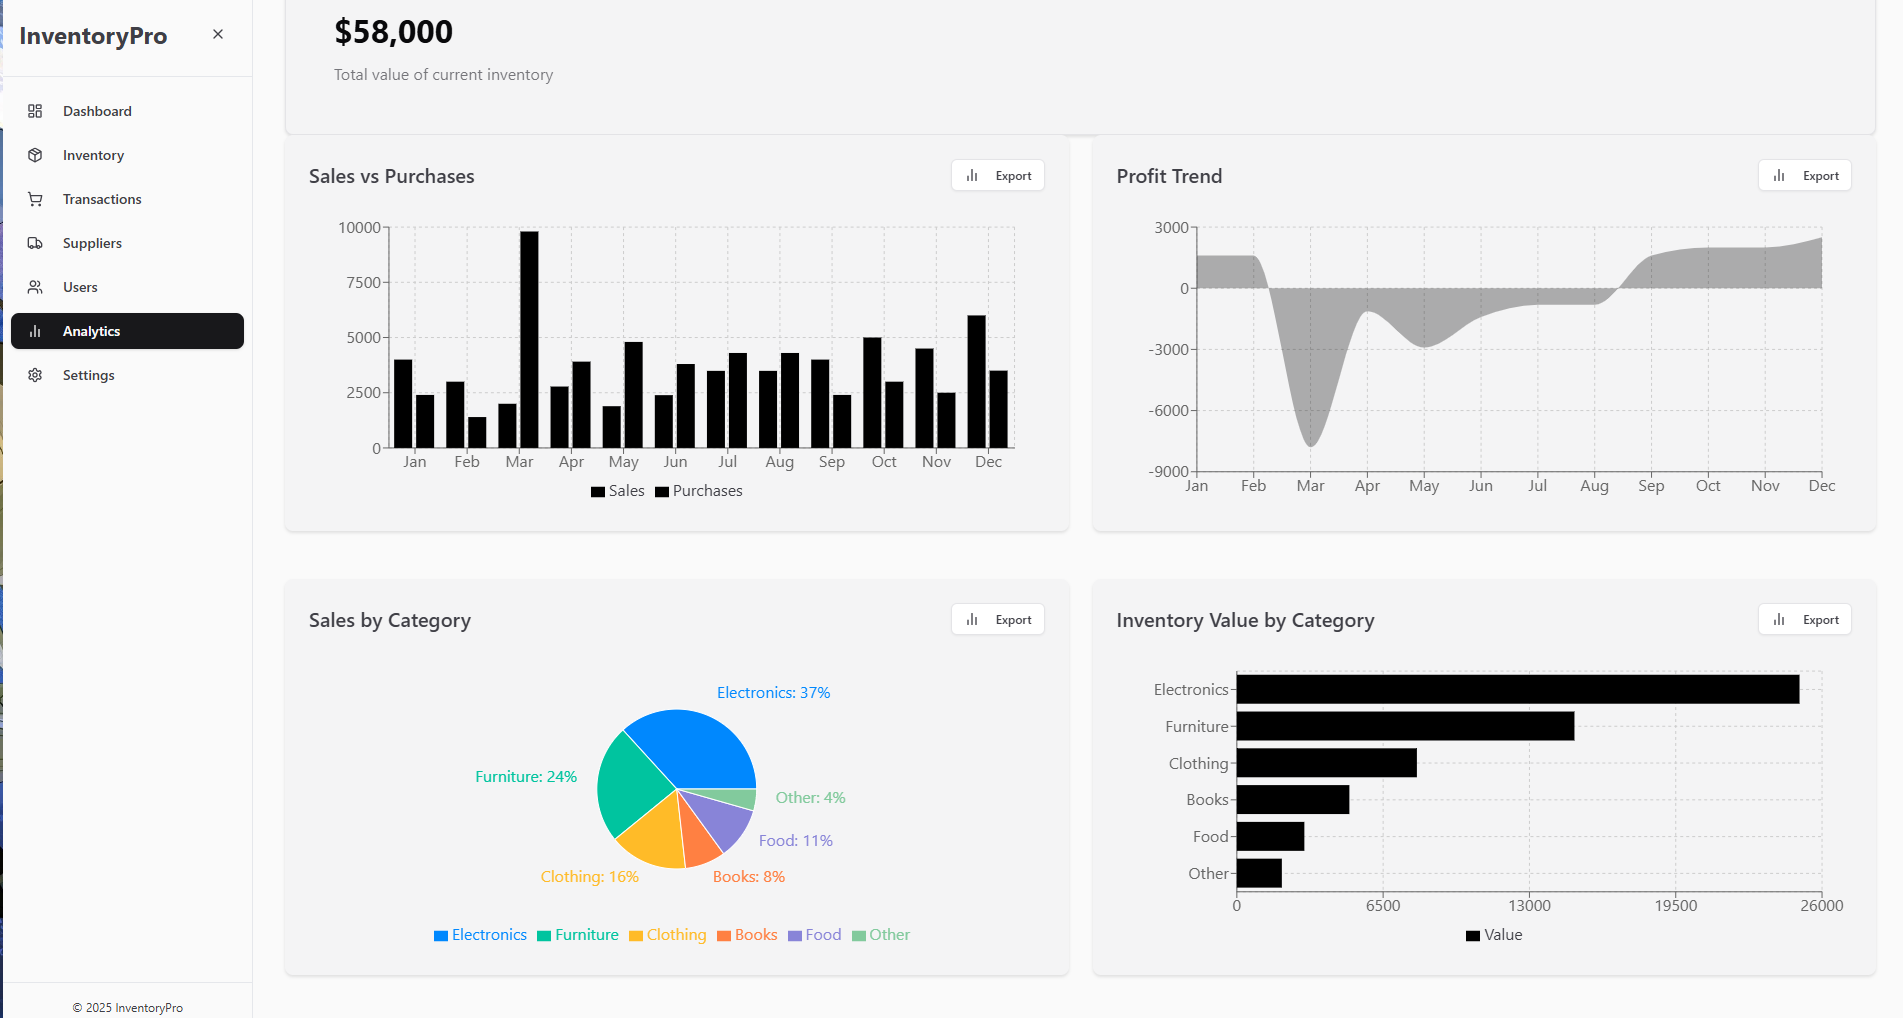 InventoryPro
Dashboard
Inventory
Transactions
Suppliers
Users
Analytics
Settings
© 2025 InventoryPro
$58,000
Total value of current inventory
Sales vs Purchases
Export
10000
7500
5000
2500
0
Jan Feb Mar Apr May Jun Jul Aug Sep Oct Nov Dec
Sales Purchases
Profit Trend
Export
3000
0
-3000
-6000
-9000
Jan Feb Mar Apr May Jun Jul Aug Sep Oct Nov Dec
Sales by Category
Export
Electronics: 37%
Furniture: 24%
Other: 4%
Food: 11%
Clothing: 16%
Books: 8%
Electronics Furniture Clothing Books Food Other
Inventory Value by Category
Export
Electronics
Furniture
Clothing
Books
Food
Other
0 6500 13000 19500 26000
Value